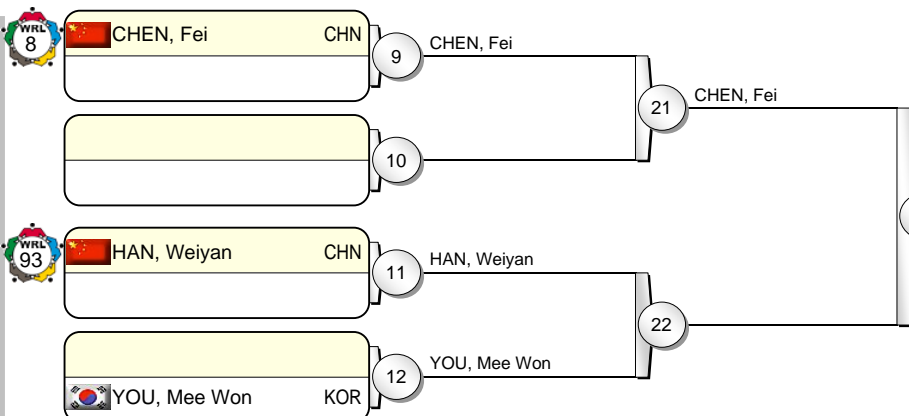 WRL
8
CHEN, Fei CHN
9
CHEN, Fei
21
CHEN, Fei
10
WRL
93
HAN, Weiyan CHN
11
HAN, Weiyan
22
12
YOU, Mee Won
YOU, Mee Won KOR